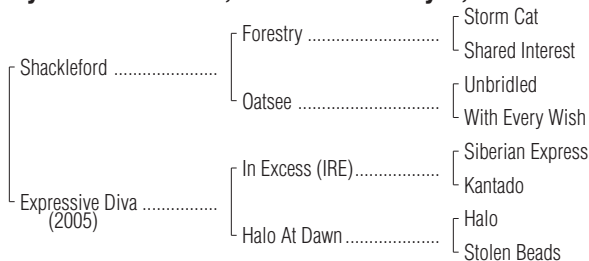 Forestry ........................ Storm Cat
Shared Interest
Shackleford .....................
Oatsee .......................... Unbridled
With Every Wish
In Excess (IRE)................. Siberian Express
Kantado
Expressive Diva ...............
(2005)
Halo At Dawn................... Halo
Stolen Beads